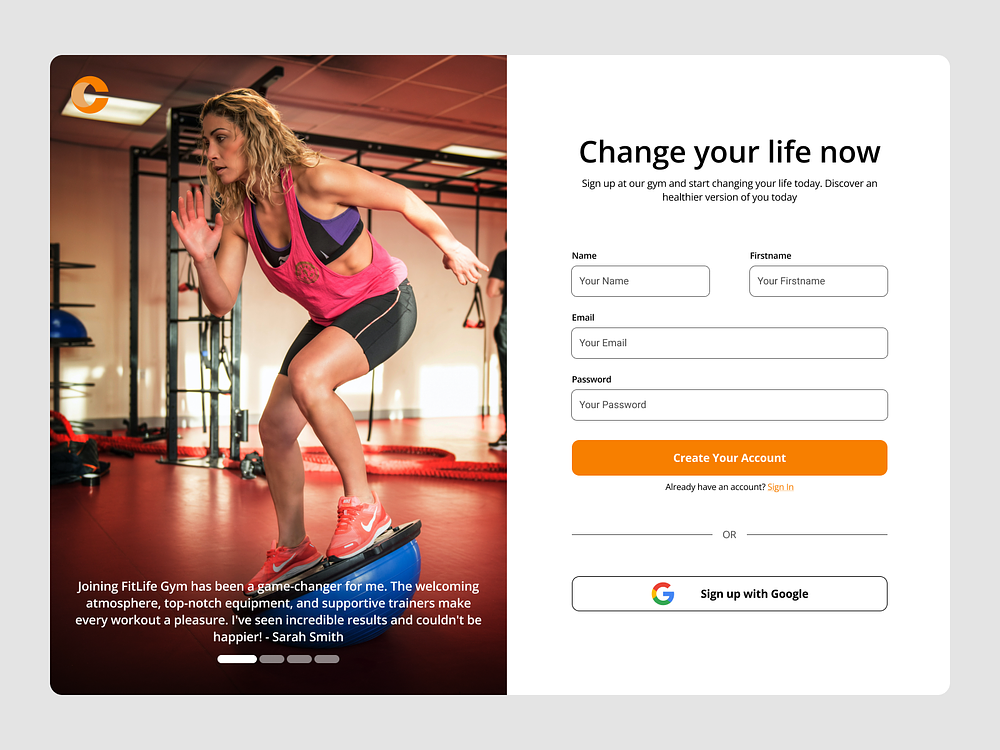 Joining FitLife Gym has been a game-changer for me. The welcoming
atmosphere, top-notch equipment, and supportive trainers make
every workout a pleasure. I've seen incredible results and couldn't be
happier! - Sarah Smith
Change your life now
Sign up at our gym and start changing your life today. Discover an
healthier version of you today
Name
Firstname
Your Name
Your Firstname
Email
Your Email
Password
Your Password
Create Your Account
Already have an account? Sign In
OR
Sign up with Google